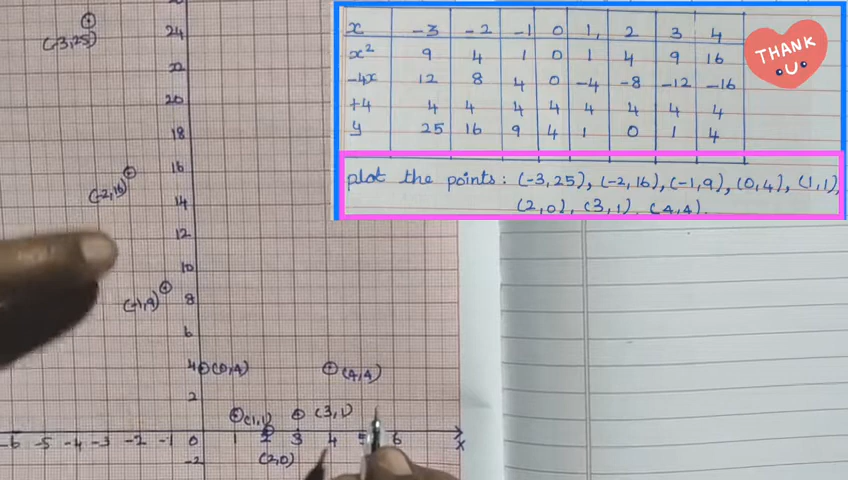 x -3 -2 -1 0 1, 2 3 4
x² 9 4 1 0 1 4 9 16
-4x 12 8 4 0 -4 -8 -12 -16
+4 4 4 4 4 4 4 4 4
y 25 16 9 4 1 0 1 4
THANK U
plot the points: (-3,25), (-2,16), (-1,9), (0,4), (1,1),
(2,0), (3,1), (4,4).
24
(-3,25)
22
20
18
16
(-2,16)
14
12
10
(-1,9) 8
6
4 (0,4) (4,4)
2
(1,1) (3,1)
-6 -5 -4 -3 -2 -1 0 1 2 3 4 5 6 x
-2 (2,0)